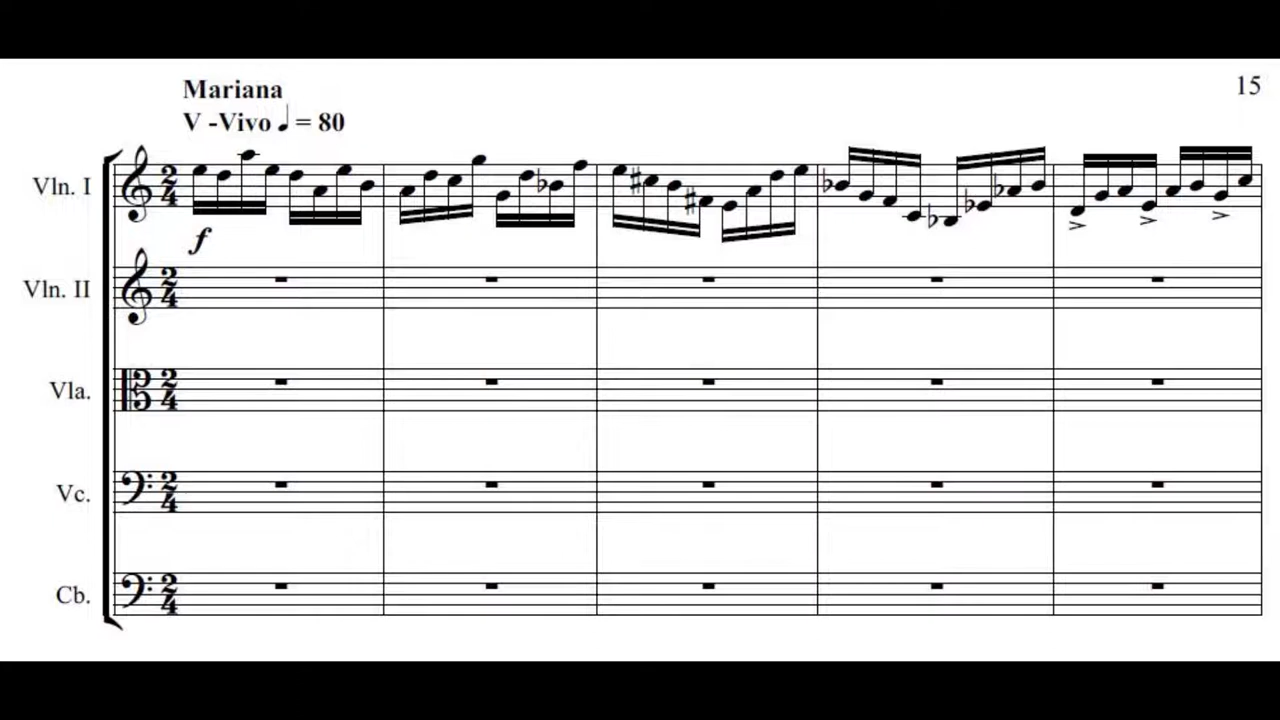 Mariana
15
V -Vivo ♩ = 80
Vln. I
f
Vln. II
Vla.
Vc.
Cb.